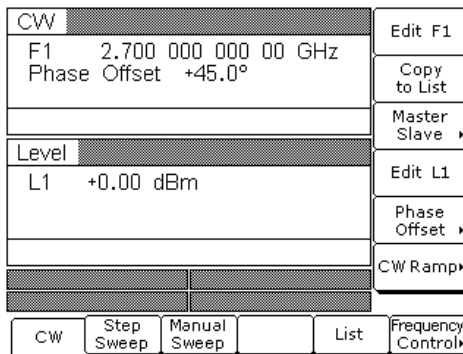 CW
F1 2.700 000 000 00 GHz
Phase Offset +45.0°
Level
L1 +0.00 dBm
Edit F1
Copy
to List
Master
Slave
Edit L1
Phase
Offset
CW Ramp
CW
Step
Sweep
Manual
Sweep
List
Frequency
Control